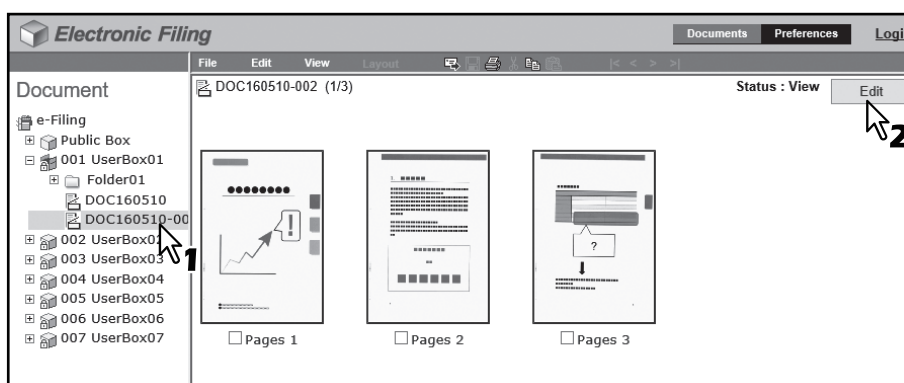 Electronic Filing
Documents Preferences Logi
File Edit View Layout |< < > >|
Document
DOC160510-002 (1/3)
Status : View
Edit
e-Filing
Public Box
001 UserBox01
Folder01
DOC160510
DOC160510-00
002 UserBox02
003 UserBox03
004 UserBox04
005 UserBox05
006 UserBox06
007 UserBox07
1
2
!
?
Pages 1 Pages 2 Pages 3